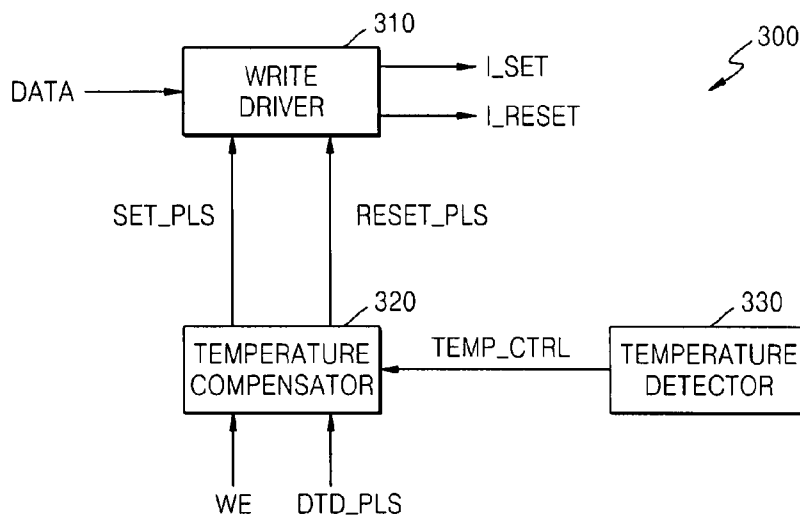 310
300
WRITE
DRIVER
DATA
I_SET
I_RESET
SET_PLS
RESET_PLS
320
330
TEMPERATURE
COMPENSATOR
TEMP_CTRL
TEMPERATURE
DETECTOR
WE
DTD_PLS